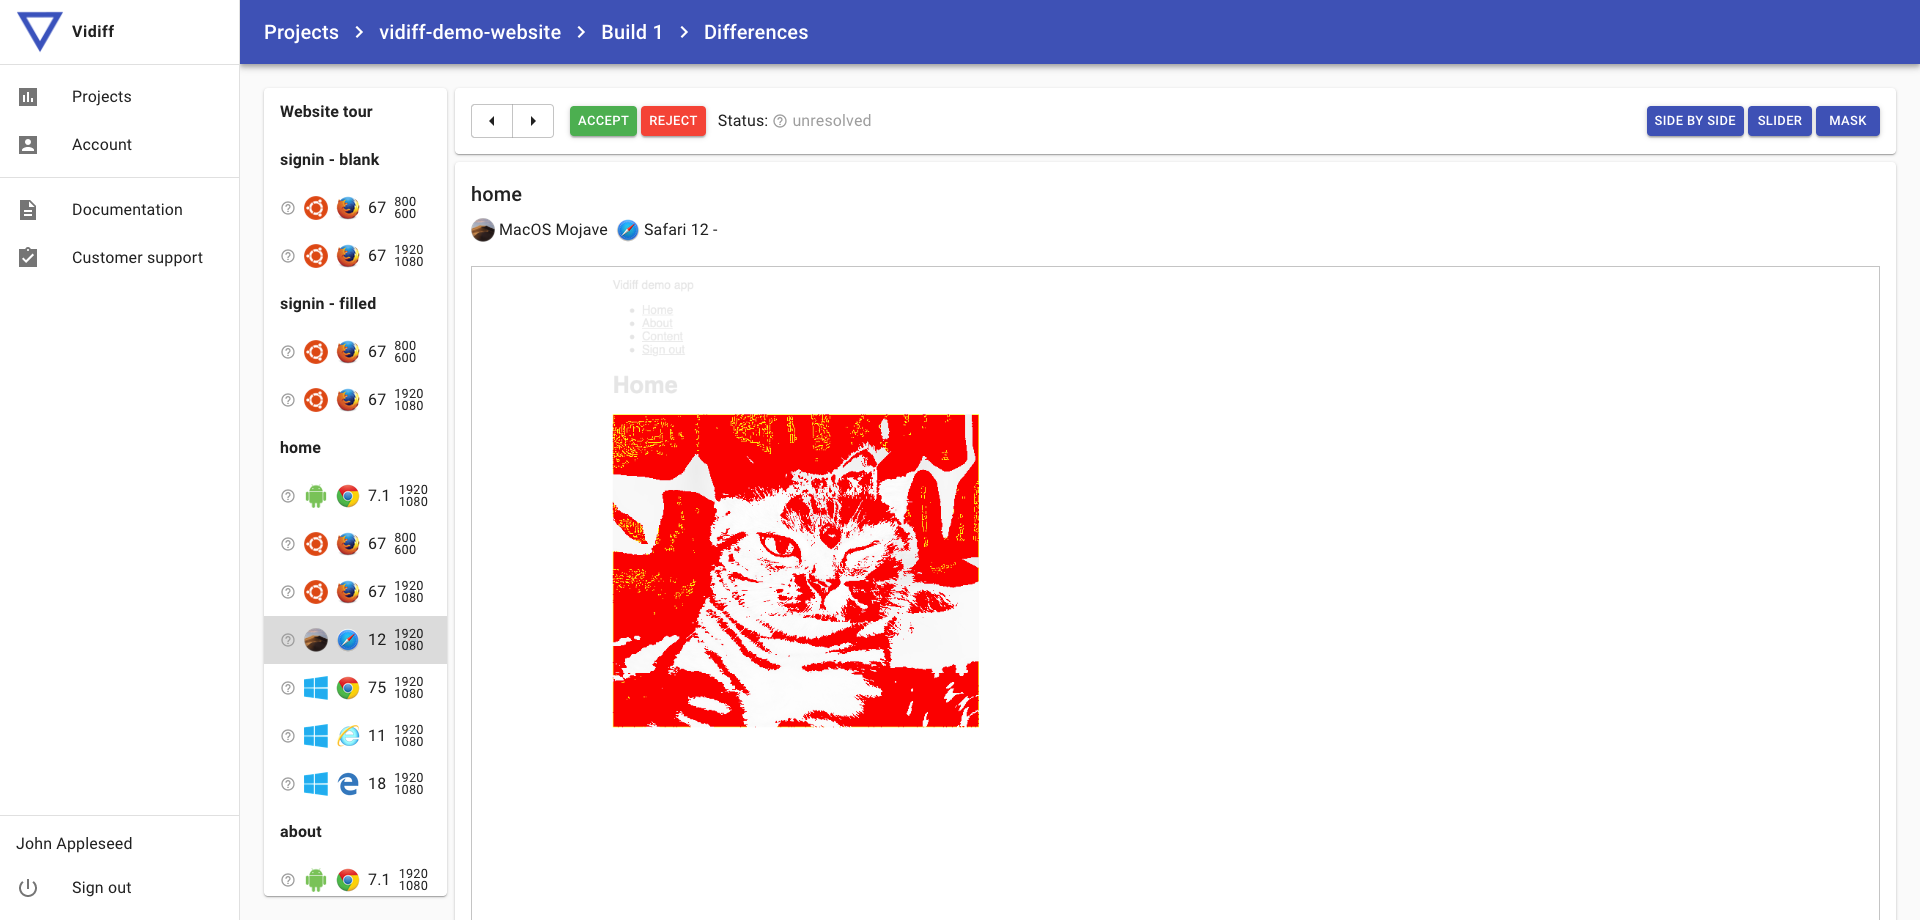 Vidiff
Projects
Account
Documentation
Customer support
John Appleseed
Sign out
Projects > vidiff-demo-website > Build 1 > Differences
Website tour
signin - blank
67 800 600
67 1920 1080
signin - filled
67 800 600
67 1920 1080
home
7.1 1920 1080
67 800 600
67 1920 1080
12 1920 1080
75 1920 1080
11 1920 1080
18 1920 1080
about
7.1 1920 1080
ACCEPT REJECT Status: unresolved
SIDE BY SIDE SLIDER MASK
home
MacOS Mojave Safari 12 -
Vidiff demo app
Home
About
Content
Sign out
Home